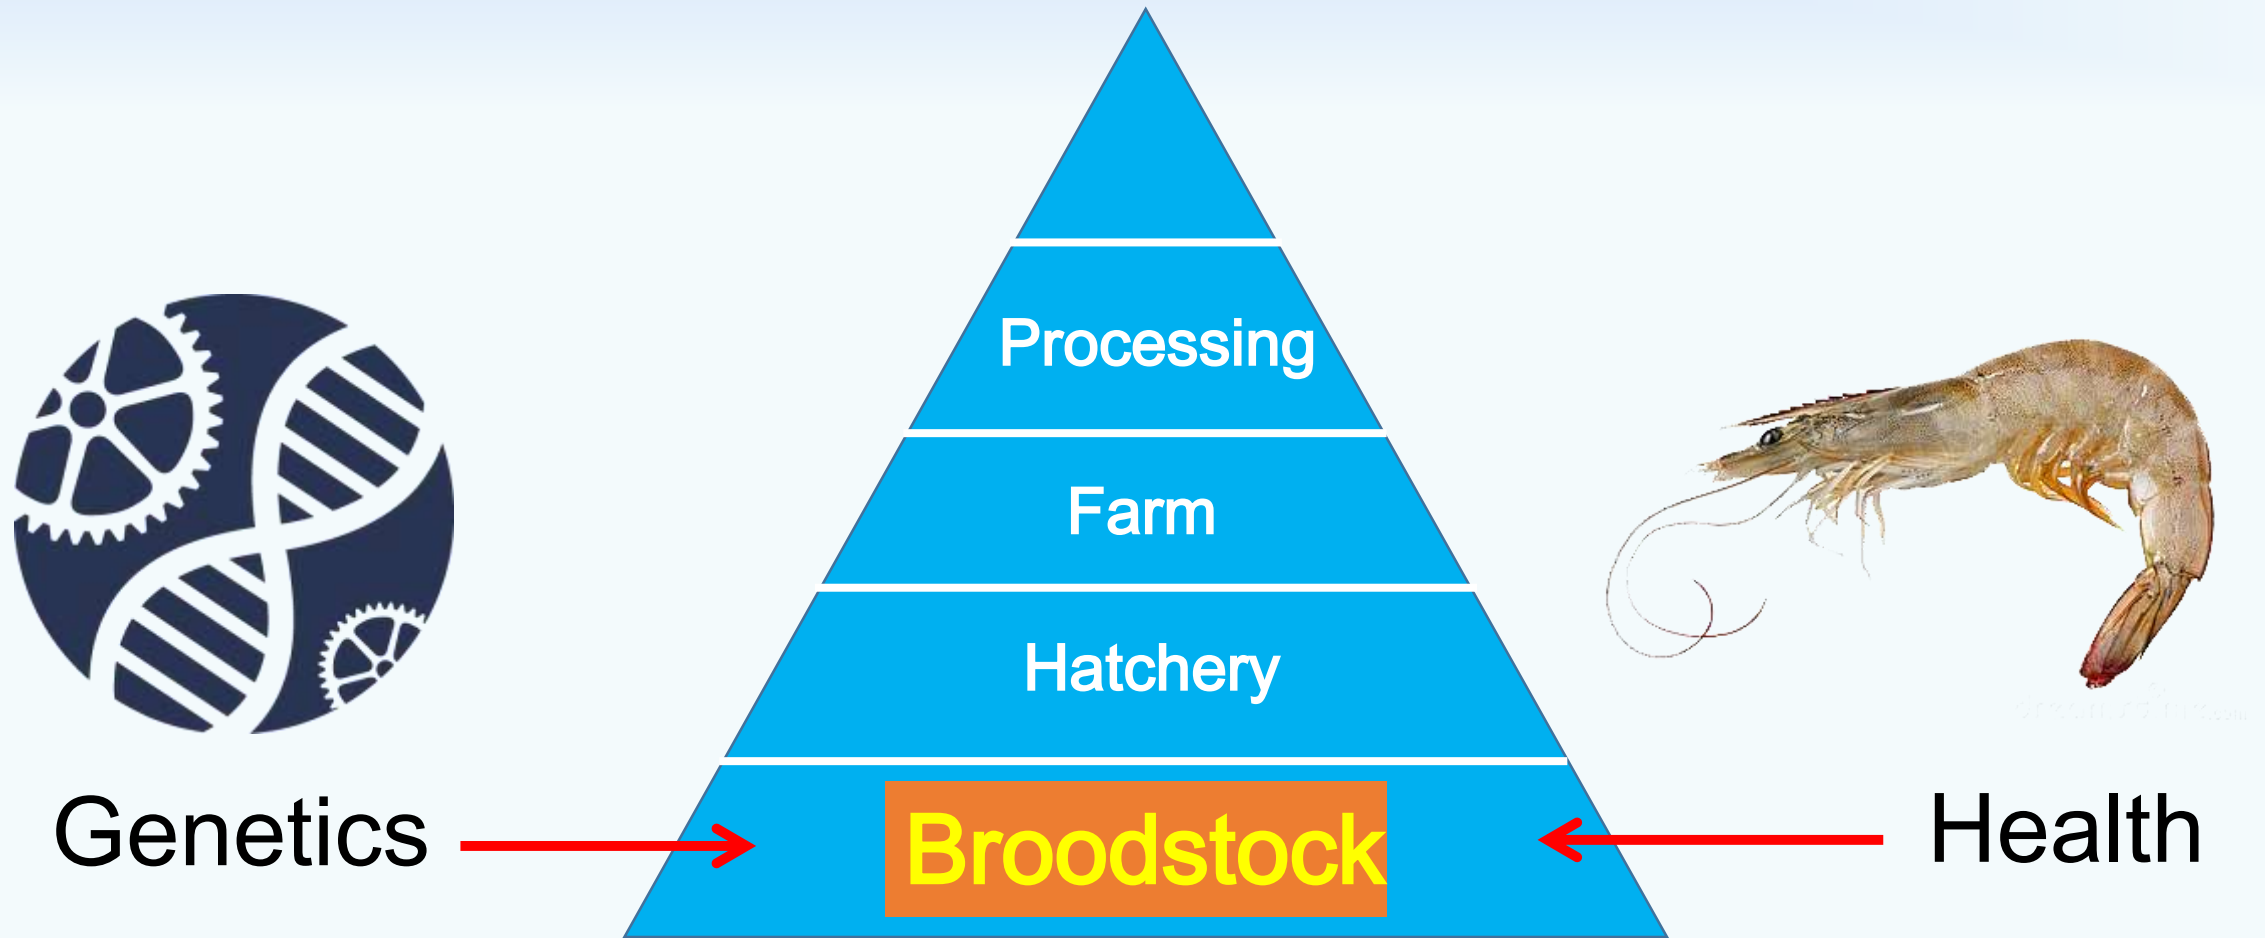 Processing
Farm
Hatchery
Genetics
Broodstock
Health